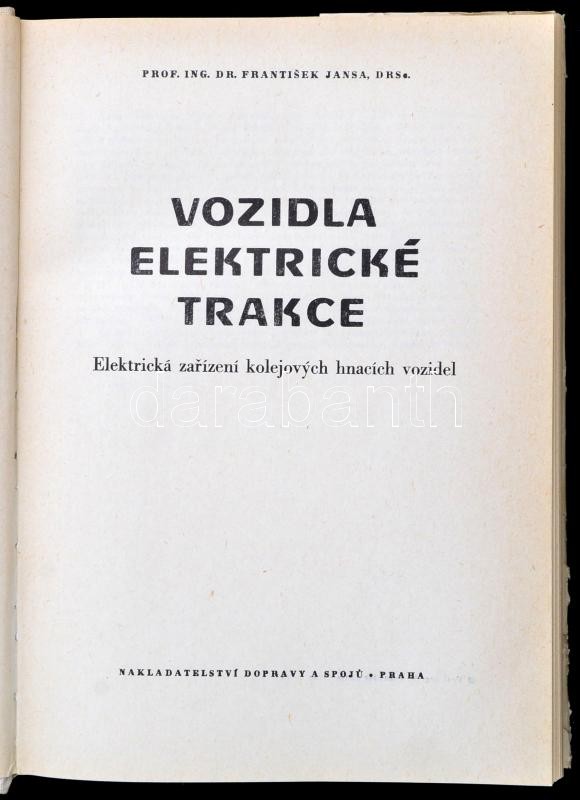 PROF. ING. DR. FRANTIŠEK JANSA, DRSc.
VOZIDLA
ELEKTRICKÉ
TRAKCE
Elektrická zařízení kolejových hnacích vozidel
darabanth
NAKLADATELSTVÍ DOPRAVY A SPOJŮ • PRAHA